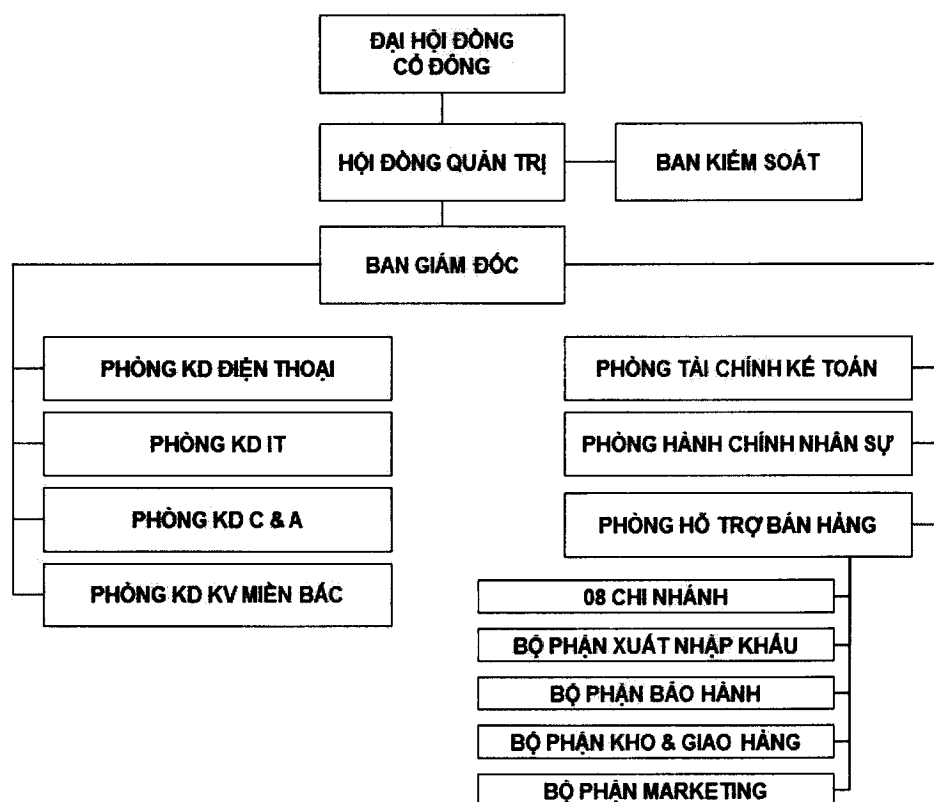 ĐẠI HỘI ĐỒNG
CỔ ĐÔNG
HỘI ĐỒNG QUẢN TRỊ
BAN KIỂM SOÁT
BAN GIÁM ĐỐC
PHÒNG KD ĐIỆN THOẠI
PHÒNG KD IT
PHÒNG KD C & A
PHÒNG KD KV MIỀN BẮC
PHÒNG TÀI CHÍNH KẾ TOÁN
PHÒNG HÀNH CHÍNH NHÂN SỰ
PHÒNG HỖ TRỢ BÁN HÀNG
08 CHI NHÁNH
BỘ PHẬN XUẤT NHẬP KHẨU
BỘ PHẬN BẢO HÀNH
BỘ PHẬN KHO & GIAO HÀNG
BỘ PHẬN MARKETING